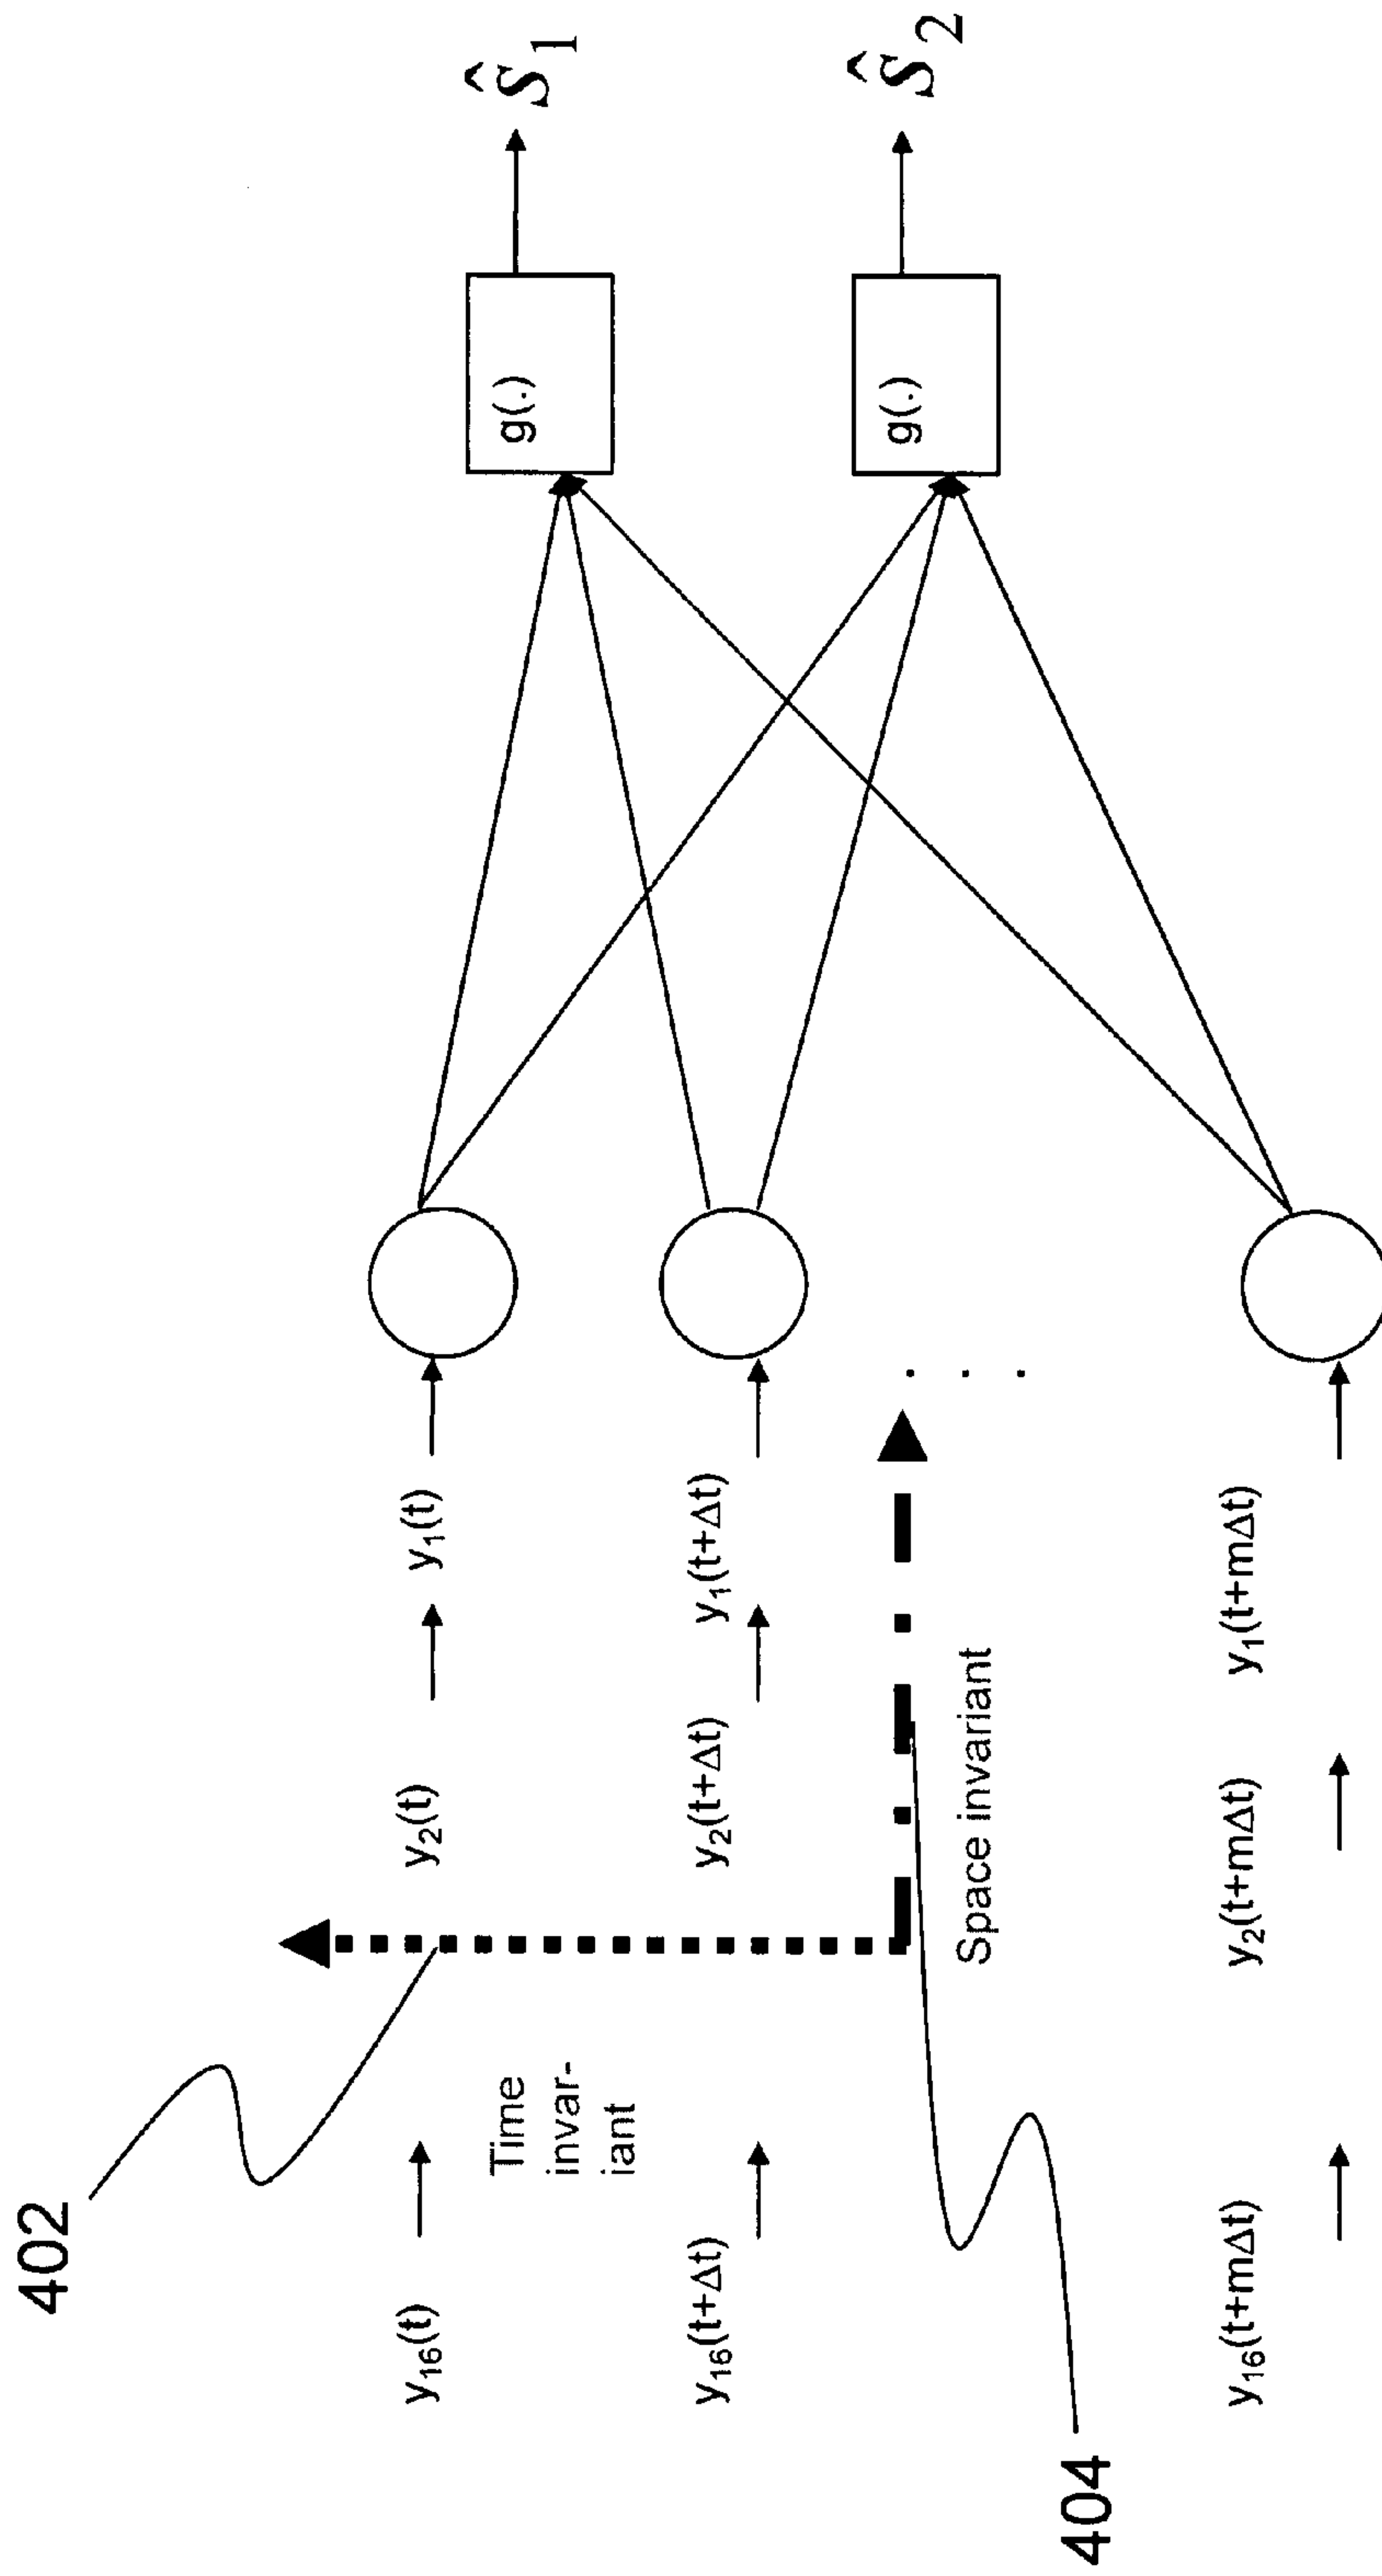 402
y₁₆(t) y₂(t) y₁(t)
g(.) Ŝ₁
Time
invar-
iant
y₁₆(t+Δt) y₂(t+Δt) y₁(t+Δt)
g(.) Ŝ₂
. . .
Space invariant
404
y₁₆(t+mΔt) y₂(t+mΔt) y₁(t+mΔt)